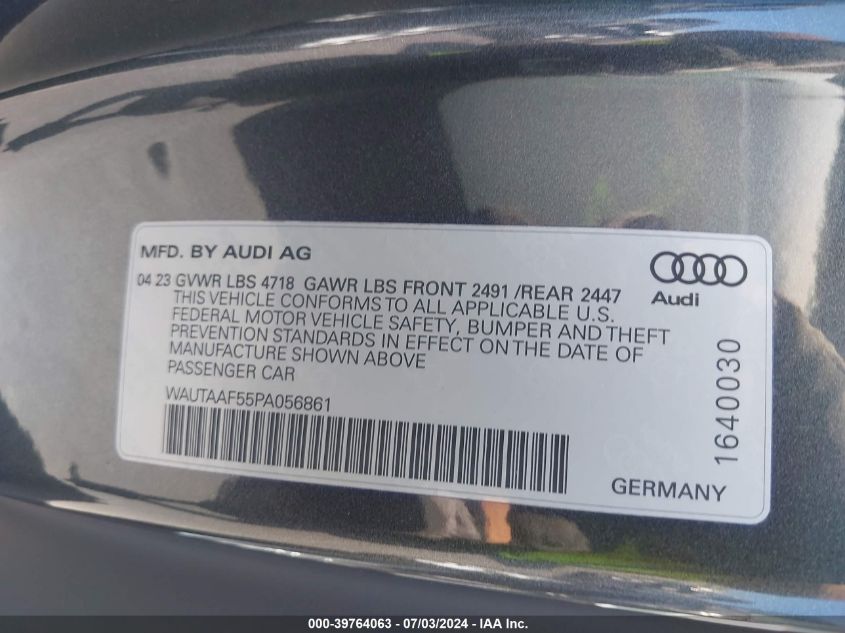 MFD. BY AUDI AG
04 23 GVWR LBS 4718 GAWR LBS FRONT 2491 /REAR 2447
THIS VEHICLE CONFORMS TO ALL APPLICABLE U.S.
FEDERAL MOTOR VEHICLE SAFETY, BUMPER AND THEFT
PREVENTION STANDARDS IN EFFECT ON THE DATE OF
MANUFACTURE SHOWN ABOVE
PASSENGER CAR
WAUTAAF55PA056861
Audi
1640030
GERMANY
000-39764063 - 07/03/2024 - IAA, Inc.